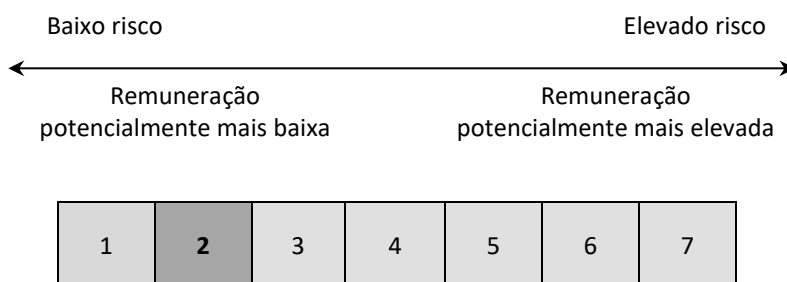 Baixo risco Elevado risco
Remuneração Remuneração
potencialmente mais baixa potencialmente mais elevada
1 2 3 4 5 6 7